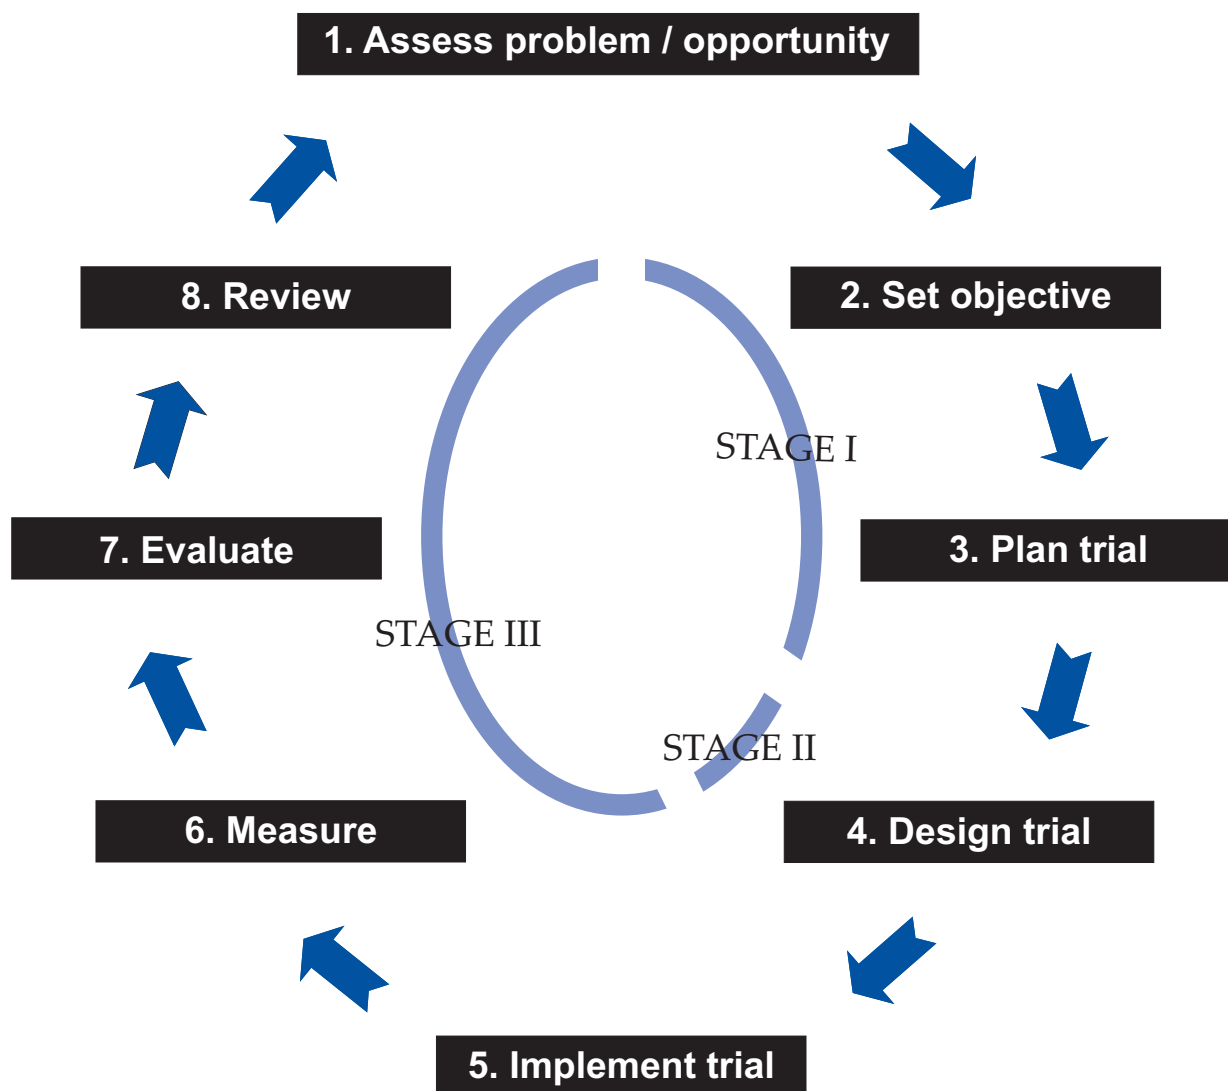 1. Assess problem / opportunity
2. Set objective
3. Plan trial
4. Design trial
5. Implement trial
6. Measure
7. Evaluate
8. Review
STAGE I
STAGE II
STAGE III